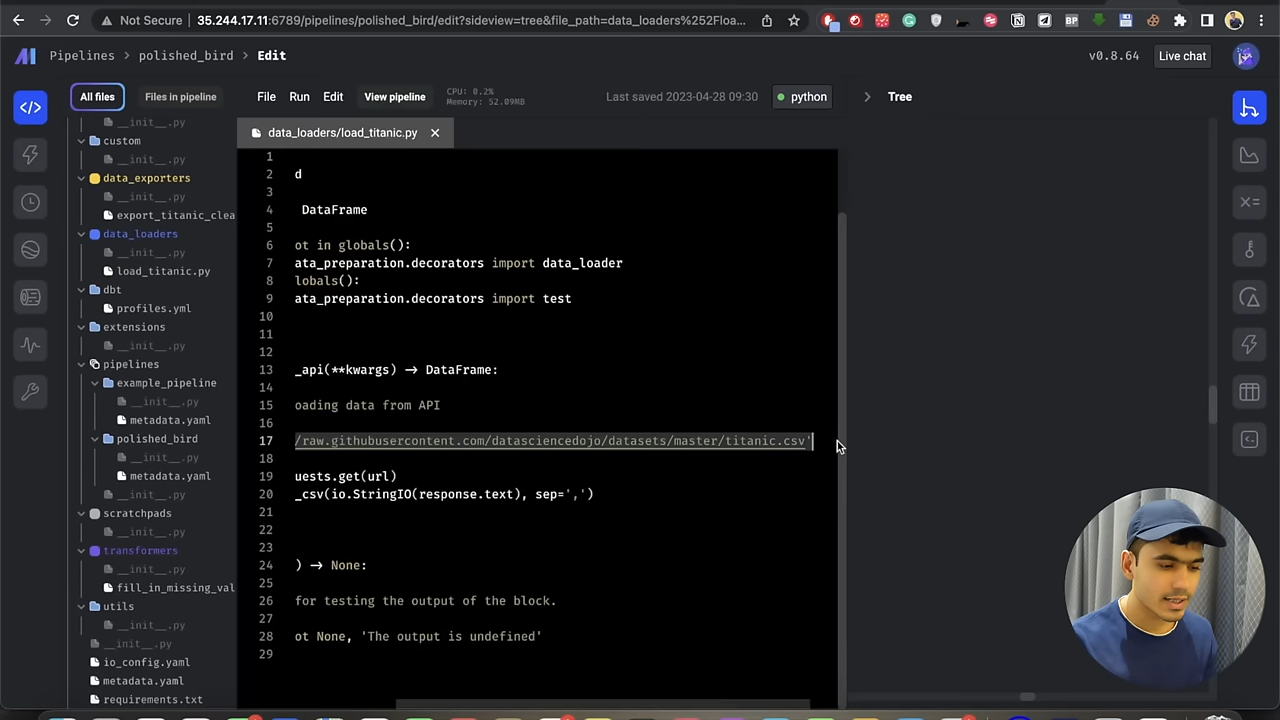 Not Secure | 35.244.17.11:6789/pipelines/polished_bird/edit?sideview=tree&file_path=data_loaders%252Floa...
Pipelines > polished_bird > Edit
v0.8.64
Live chat
All files
Files in pipeline
File
Run
Edit
View pipeline
CPU: 0.2%
Memory: 52.09MB
Last saved 2023-04-28 09:30
python
Tree
__init__.py
custom
__init__.py
data_exporters
__init__.py
export_titanic_clea
data_loaders
__init__.py
load_titanic.py
dbt
profiles.yml
extensions
__init__.py
pipelines
example_pipeline
__init__.py
metadata.yaml
polished_bird
__init__.py
metadata.yaml
__init__.py
scratchpads
__init__.py
transformers
__init__.py
fill_in_missing_val
utils
__init__.py
__init__.py
io_config.yaml
metadata.yaml
requirements.txt
data_loaders/load_titanic.py
1
2 d
3
4 DataFrame
5
6 ot in globals():
7 ata_preparation.decorators import data_loader
8 lobals():
9 ata_preparation.decorators import test
10
11
12
13 _api(**kwargs) → DataFrame:
14
15 oading data from API
16
17 /raw.githubusercontent.com/datasciencedojo/datasets/master/titanic.csv'
18
19 uests.get(url)
20 _csv(io.StringIO(response.text), sep=',')
21
22
23
24 ) → None:
25
26 for testing the output of the block.
27
28 ot None, 'The output is undefined'
29